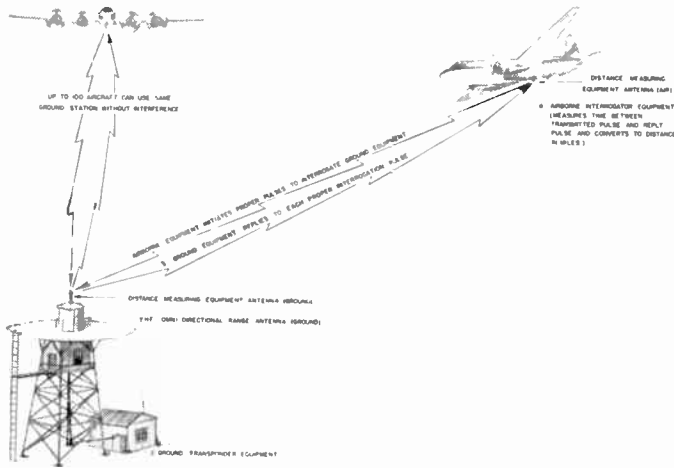 UP TO 100 AIRCRAFT CAN USE SAME
GROUND STATION WITHOUT INTERFERENCE
DISTANCE MEASURING
EQUIPMENT ANTENNA (AIR)
AIRBORNE INTERROGATOR EQUIPMENT
(MEASURES TIME BETWEEN
TRANSMITTED PULSE AND REPLY
PULSE AND CONVERTS TO DISTANCE
IN MILES)
AIRBORNE EQUIPMENT INITIATES PROPER PULSES TO INTERROGATE GROUND EQUIPMENT
GROUND EQUIPMENT REPLIES TO EACH PROPER INTERROGATION PULSE
DISTANCE MEASURING EQUIPMENT ANTENNA (GROUND)
OMNI DIRECTIONAL RANGE ANTENNA (GROUND)
GROUND TRANSPONDER EQUIPMENT